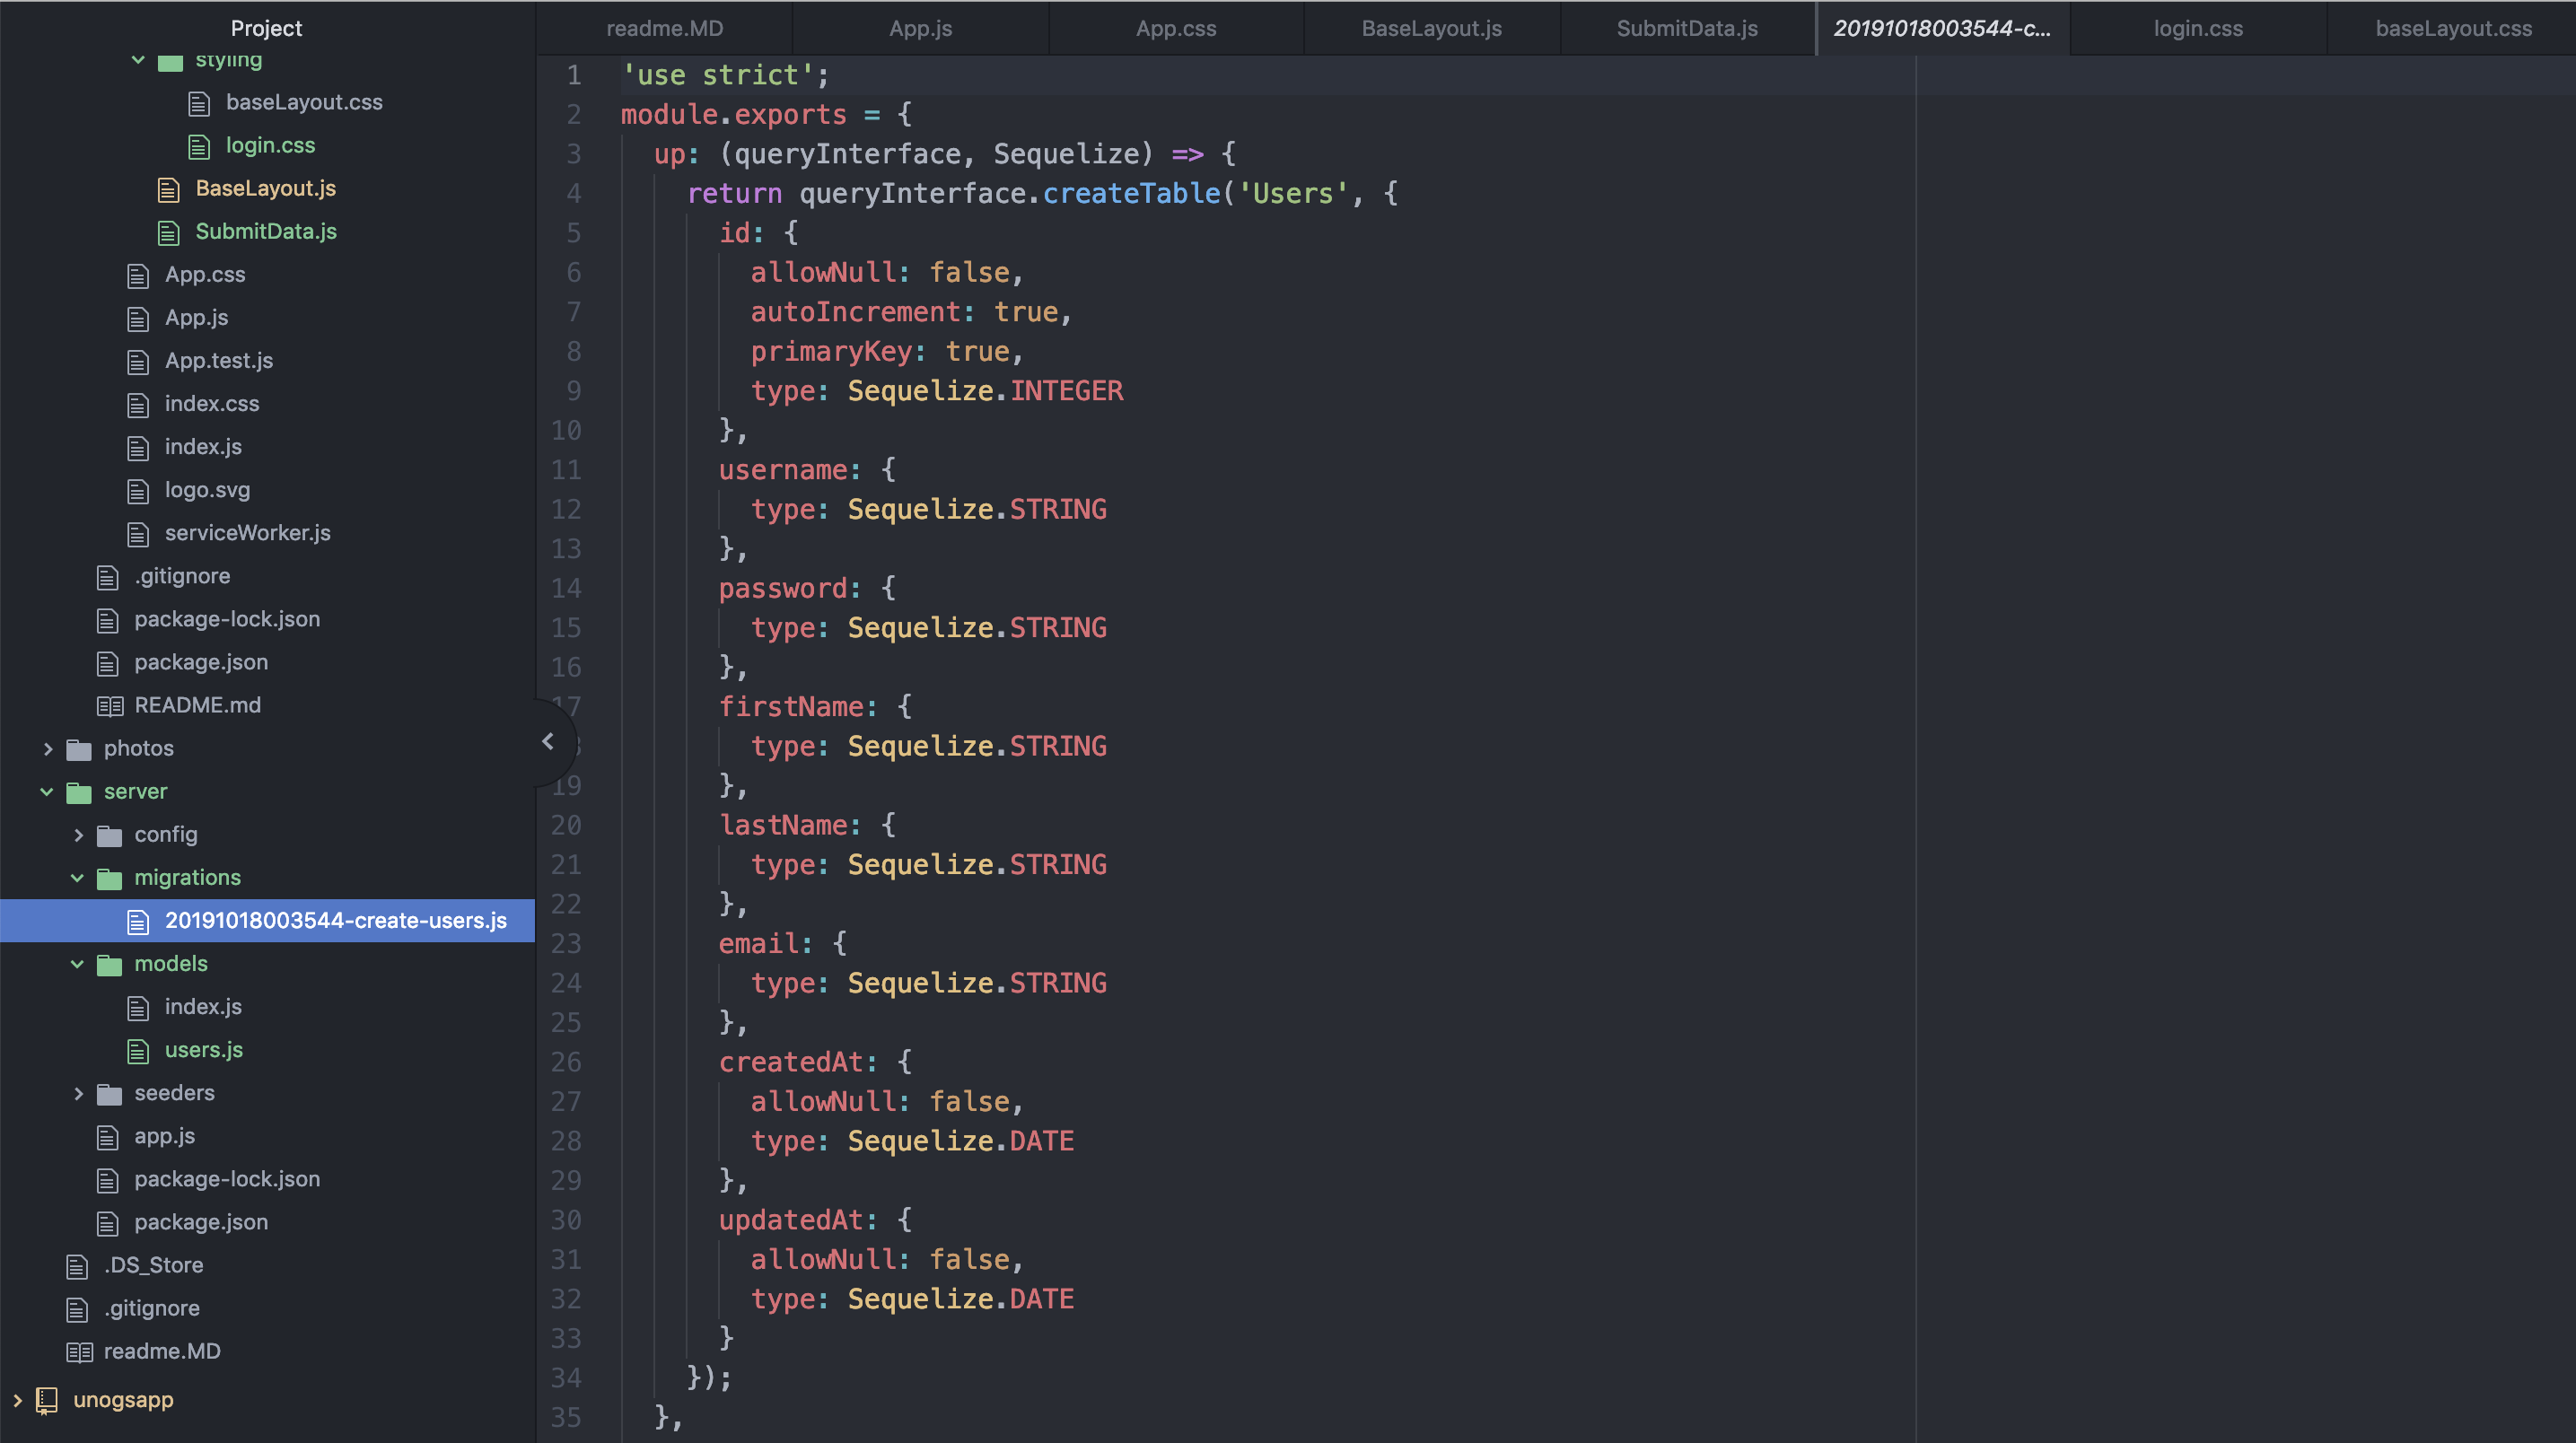 Project
styling
baseLayout.css
login.css
BaseLayout.js
SubmitData.js
App.css
App.js
App.test.js
index.css
index.js
logo.svg
serviceWorker.js
.gitignore
package-lock.json
package.json
README.md
photos
server
config
migrations
20191018003544-create-users.js
models
index.js
users.js
seeders
app.js
package-lock.json
package.json
.DS_Store
.gitignore
readme.MD
unogsapp
readme.MD App.js App.css BaseLayout.js SubmitData.js 20191018003544-c... login.css baseLayout.css
1 'use strict';
2 module.exports = {
3 up: (queryInterface, Sequelize) => {
4 return queryInterface.createTable('Users', {
5 id: {
6 allowNull: false,
7 autoIncrement: true,
8 primaryKey: true,
9 type: Sequelize.INTEGER
10 },
11 username: {
12 type: Sequelize.STRING
13 },
14 password: {
15 type: Sequelize.STRING
16 },
17 firstName: {
type: Sequelize.STRING
19 },
20 lastName: {
21 type: Sequelize.STRING
22 },
23 email: {
24 type: Sequelize.STRING
25 },
26 createdAt: {
27 allowNull: false,
28 type: Sequelize.DATE
29 },
30 updatedAt: {
31 allowNull: false,
32 type: Sequelize.DATE
33 }
34 });
35 },